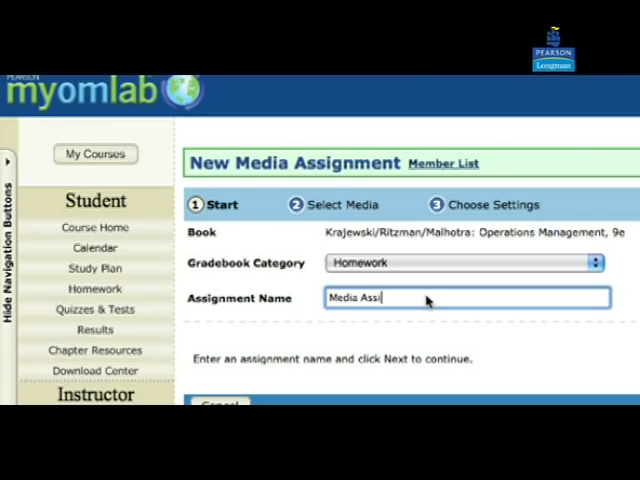 PEARSON
Longman
PEARSON
myomlab
My Courses
New Media Assignment Member List
Hide Navigation Buttons
Student
1 Start 2 Select Media 3 Choose Settings
Course Home
Book Krajewski/Ritzman/Malhotra: Operations Management, 9e
Calendar
Study Plan
Gradebook Category Homework
Homework
Assignment Name Media Assi
Quizzes & Tests
Results
Chapter Resources
Enter an assignment name and click Next to continue.
Download Center
Instructor
Cancel